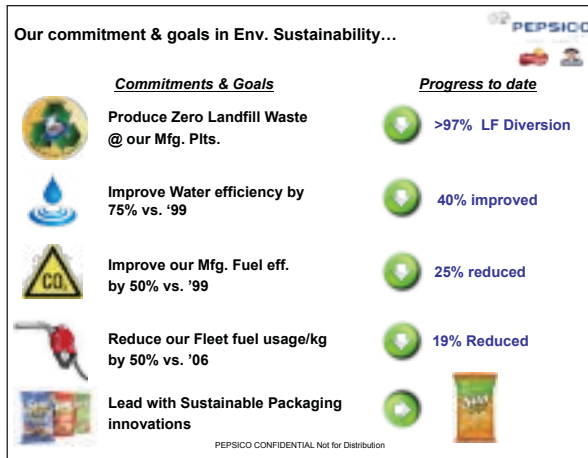 Our commitment & goals in Env. Sustainability…
PEPSICO
Commitments & Goals
Progress to date
Produce Zero Landfill Waste
@ our Mfg. Plts.
>97% LF Diversion
Improve Water efficiency by
75% vs. ‘99
40% improved
CO2
Improve our Mfg. Fuel eff.
by 50% vs. ’99
25% reduced
Reduce our Fleet fuel usage/kg
by 50% vs. ’06
19% Reduced
Lead with Sustainable Packaging
innovations
PEPSICO CONFIDENTIAL Not for Distribution